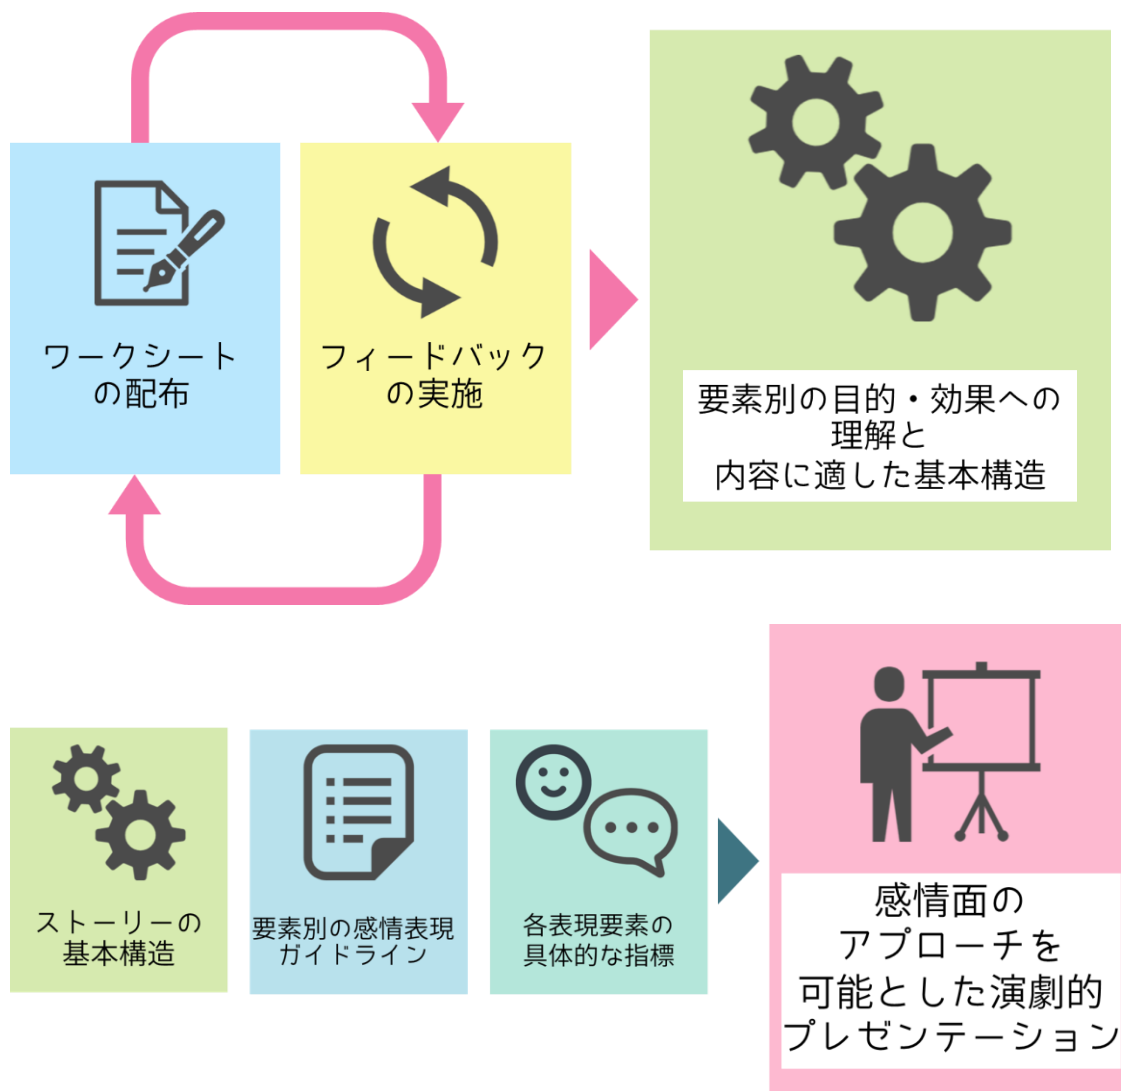 ワークシート
の配布
フィードバック
の実施
要素別の目的・効果への
理解と
内容に適した基本構造
ストーリーの
基本構造
要素別の感情表現
ガイドライン
各表現要素の
具体的な指標
感情面の
アプローチを
可能とした演劇的
プレゼンテーション